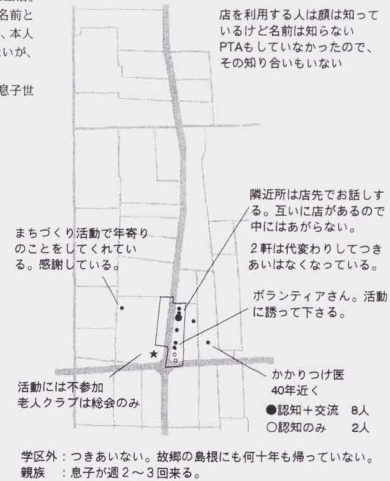 名前と
、本人
いが、
息子世
店を利用する人は顔は知って
いるけど名前は知らない
PTAもしていなかったので、
その知り合いもいない
隣近所は店先でお話しす
る。互いに店があるので
中にはあがらない。
2軒は代変わりしてつき
あいはなくなっている。
まちづくり活動で年寄り
のことをしてくれてい
る。感謝している。
ボランティアさん。活動
に誘って下さる。
かかりつけ医
40年近く
活動には不参加
老人クラブは総会のみ
●認知+交流 8人
○認知のみ 2人
学区外:つきあいない。故郷の島根にも何十年も帰っていない。
親族 :息子が週2～3回来る。